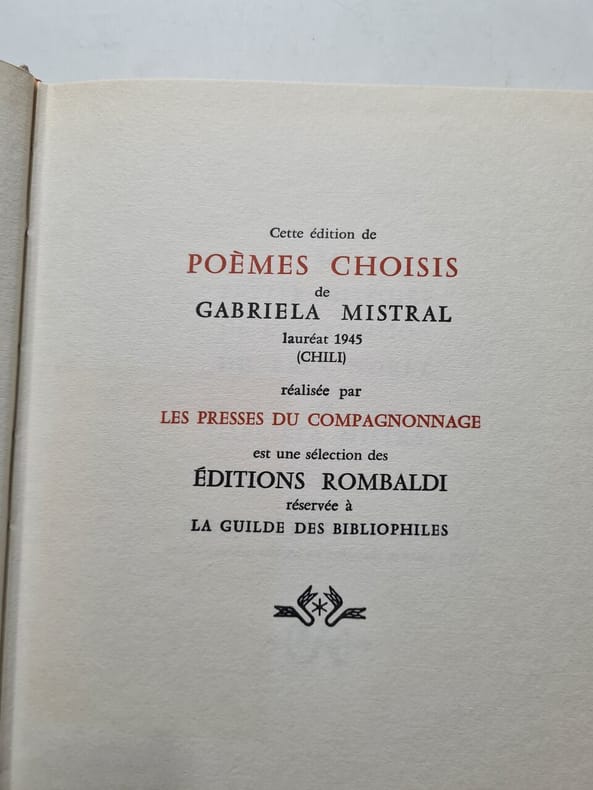 Cette édition de
POÈMES CHOISIS
de
GABRIELA MISTRAL
lauréat 1945
(CHILI)
réalisée par
LES PRESSES DU COMPAGNONNAGE
est une sélection des
ÉDITIONS ROMBALDI
réservée à
LA GUILDE DES BIBLIOPHILES